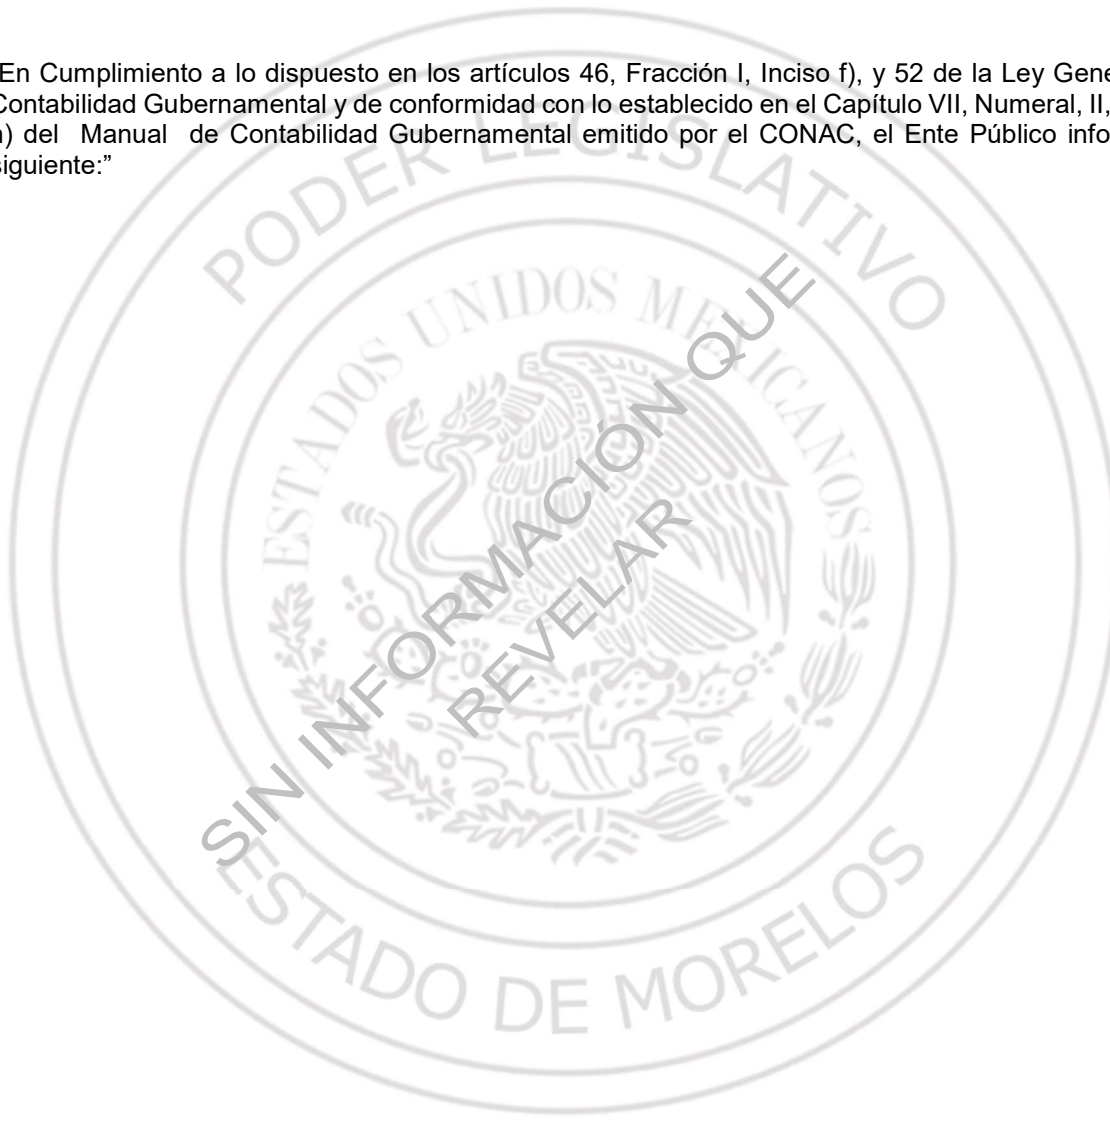 En Cumplimiento a lo dispuesto en los artículos 46, Fracción I, Inciso f), y 52 de la Ley Gene
Contabilidad Gubernamental y de conformidad con lo establecido en el Capítulo VII, Numeral, II,
) del Manual de Contabilidad Gubernamental emitido por el CONAC, el Ente Público info
siguiente:”
PODER LEGISLATIVO
ESTADOS UNIDOS MEXICANOS
SIN INFORMACIÓN QUE
REVELAR
ESTADO DE MORELOS